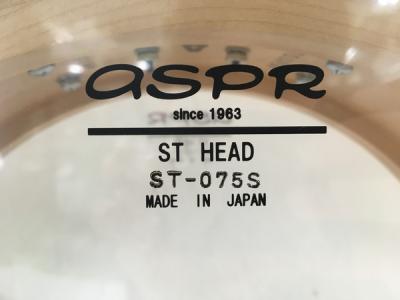 aSPR
since 1963
ST HEAD
ST-075S
MADE IN JAPAN